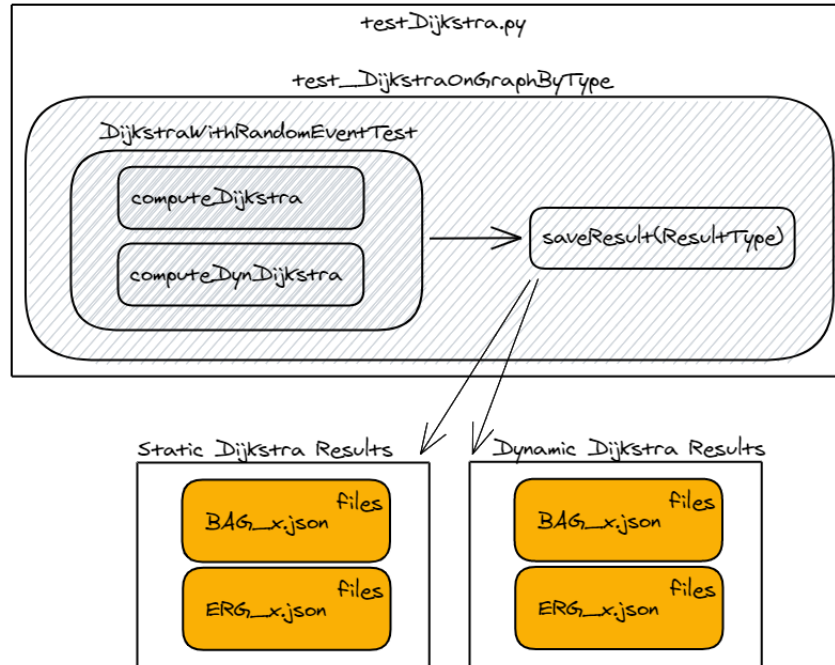 testDijkstra.py
test_DijkstraOnGraphByType
DijkstraWithRandomEventTest
computeDijkstra
saveResult(ResultType)
computeDynDijkstra
Static Dijkstra Results
Dynamic Dijkstra Results
files
BAG_x.json
files
BAG_x.json
files
ERG_x.json
files
ERG_x.json